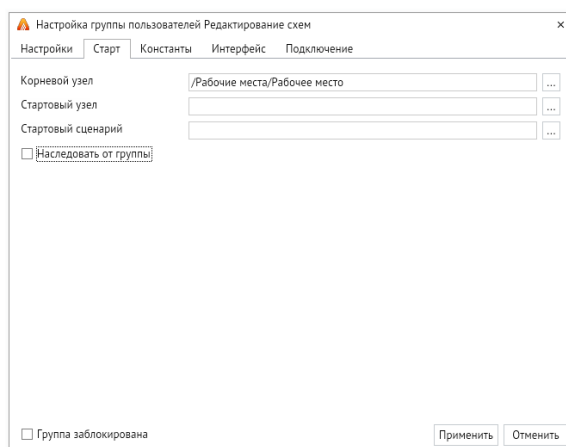 Настройка группы пользователей Редактирование схем ×
Настройки Старт Константы Интерфейс Подключение
Корневой узел /Рабочие места/Рабочее место ...
Стартовый узел ...
Стартовый сценарий ...
Наследовать от группы
Группа заблокирована Применить Отменить